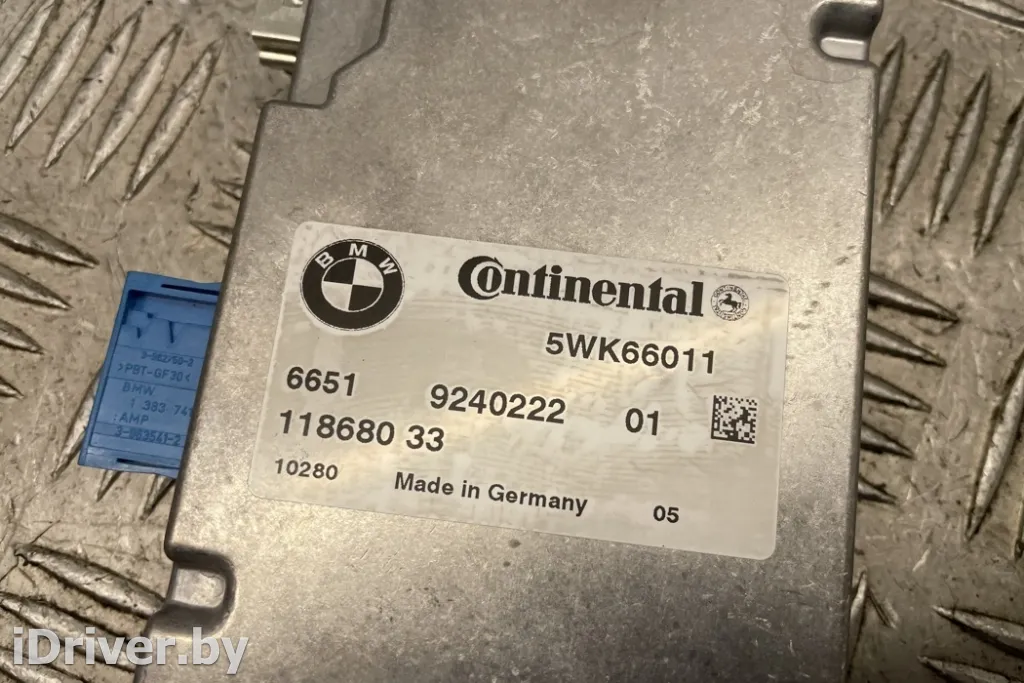 BMW
Continental
5WK66011
6651 9240222 01
118680 33
10280 Made in Germany 05
>PBT-GF30<
BMW
AMP
iDriver.by